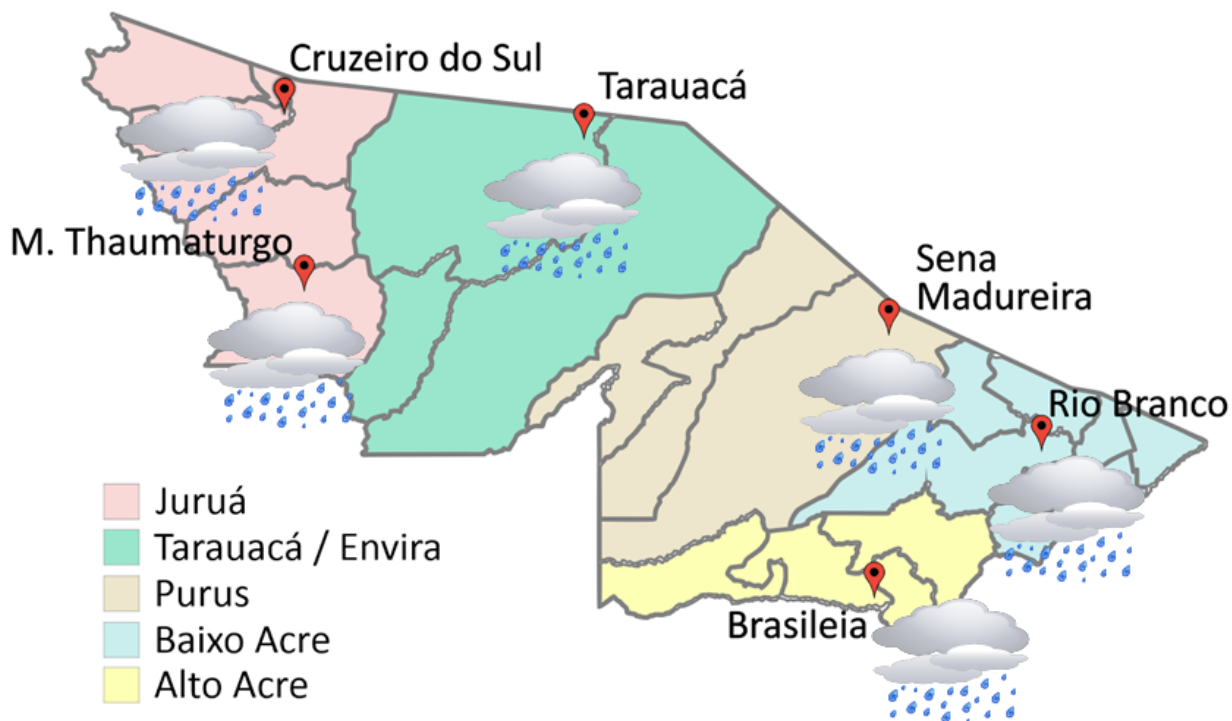 Cruzeiro do Sul
Tarauacá
M. Thaumaturgo
Sena
Madureira
Rio Branco
Brasileia
Juruá
Tarauacá / Envira
Purus
Baixo Acre
Alto Acre